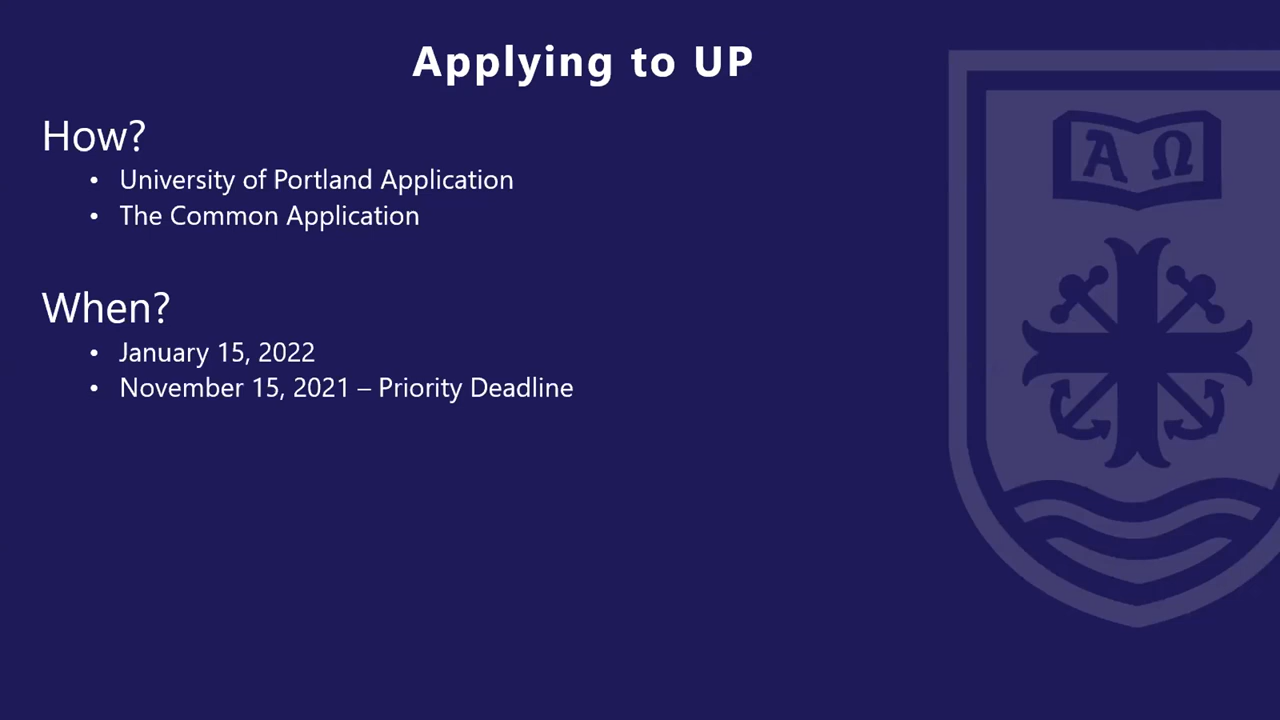 Applying to UP
How?
• University of Portland Application
• The Common Application
When?
• January 15, 2022
• November 15, 2021 – Priority Deadline
Α Ω